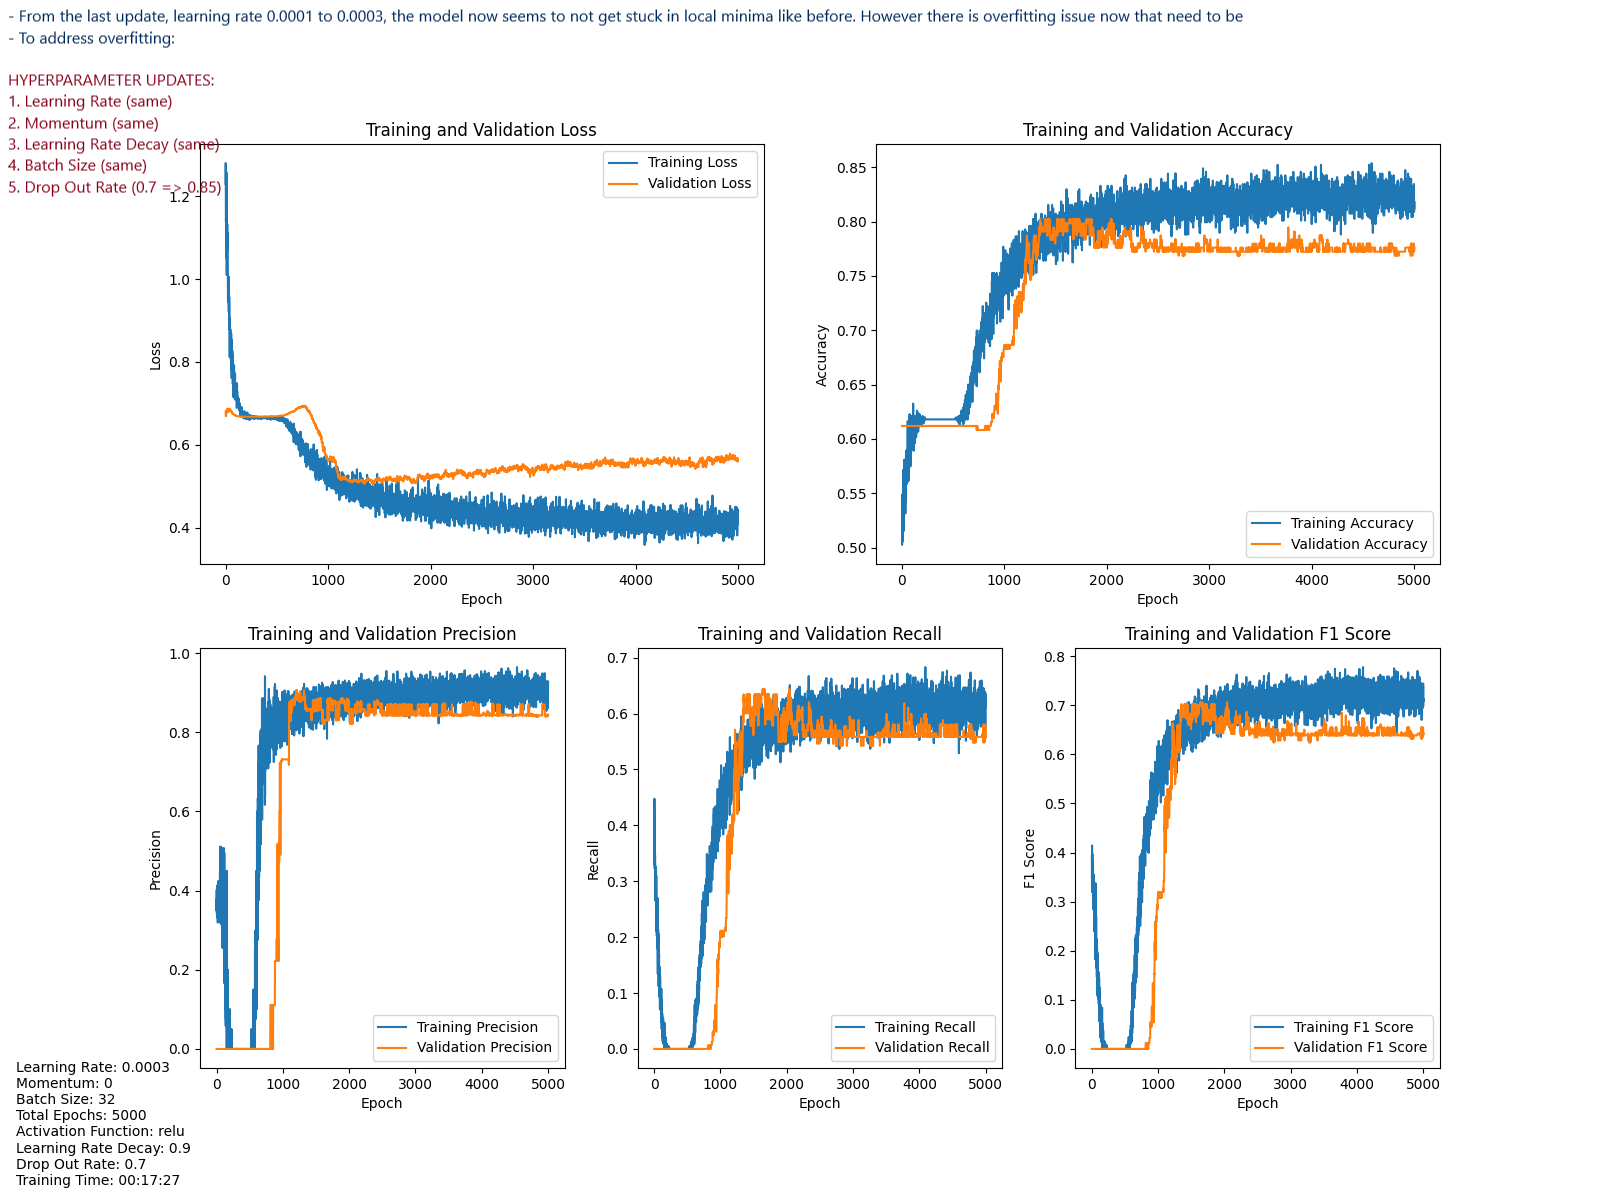 - From the last update, learning rate 0.0001 to 0.0003, the model now seems to not get stuck in local minima like before. However there is overfitting issue now that need to be
- To address overfitting:
HYPERPARAMETER UPDATES:
1. Learning Rate (same)
2. Momentum (same)
3. Learning Rate Decay (same)
4. Batch Size (same)
5. Drop Out Rate (0.7 => 0.85)
Training and Validation Loss
Training Loss
Validation Loss
Loss
1.2
1.0
0.8
0.6
0.4
0 1000 2000 3000 4000 5000
Epoch
Training and Validation Accuracy
Accuracy
0.85
0.80
0.75
0.70
0.65
0.60
0.55
0.50
Training Accuracy
Validation Accuracy
0 1000 2000 3000 4000 5000
Epoch
Training and Validation Precision
Precision
1.0
0.8
0.6
0.4
0.2
0.0
Training Precision
Validation Precision
0 1000 2000 3000 4000 5000
Epoch
Training and Validation Recall
Recall
0.7
0.6
0.5
0.4
0.3
0.2
0.1
0.0
Training Recall
Validation Recall
0 1000 2000 3000 4000 5000
Epoch
Training and Validation F1 Score
F1 Score
0.8
0.7
0.6
0.5
0.4
0.3
0.2
0.1
0.0
Training F1 Score
Validation F1 Score
0 1000 2000 3000 4000 5000
Epoch
Learning Rate: 0.0003
Momentum: 0
Batch Size: 32
Total Epochs: 5000
Activation Function: relu
Learning Rate Decay: 0.9
Drop Out Rate: 0.7
Training Time: 00:17:27